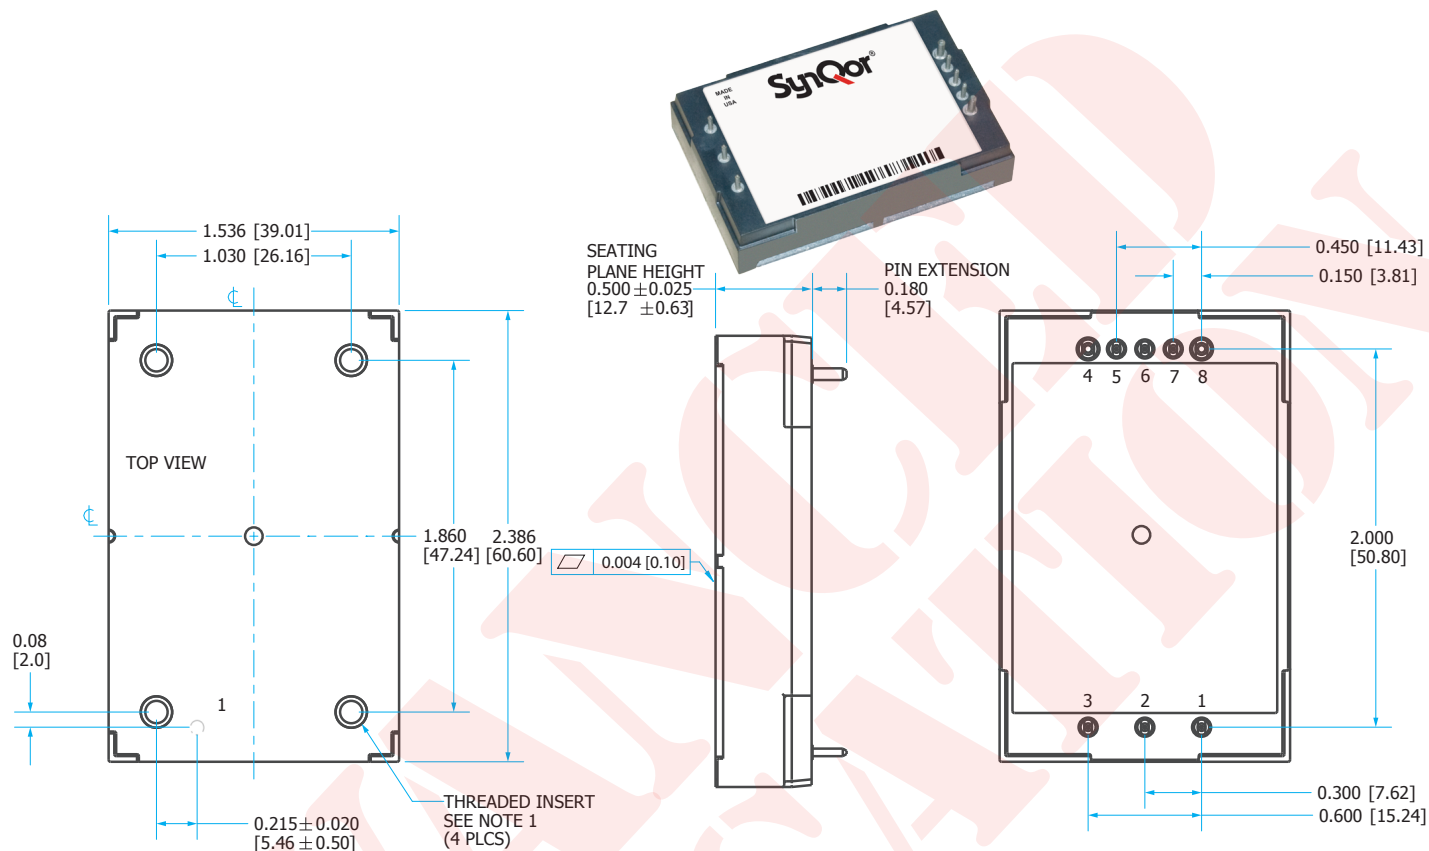 SynQor®
MADE
IN
USA
1.536 [39.01]
1.030 [26.16]
℄
℄
TOP VIEW
1.860
[47.24]
2.386
[60.60]
0.08
[2.0]
1
0.215±0.020
[5.46 ±0.50]
THREADED INSERT
SEE NOTE 1
(4 PLCS)
SEATING
PLANE HEIGHT
0.500±0.025
[12.7 ±0.63]
PIN EXTENSION
0.180
[4.57]
0.004 [0.10]
0.450 [11.43]
0.150 [3.81]
4 5 6 7 8
2.000
[50.80]
3 2 1
0.300 [7.62]
0.600 [15.24]